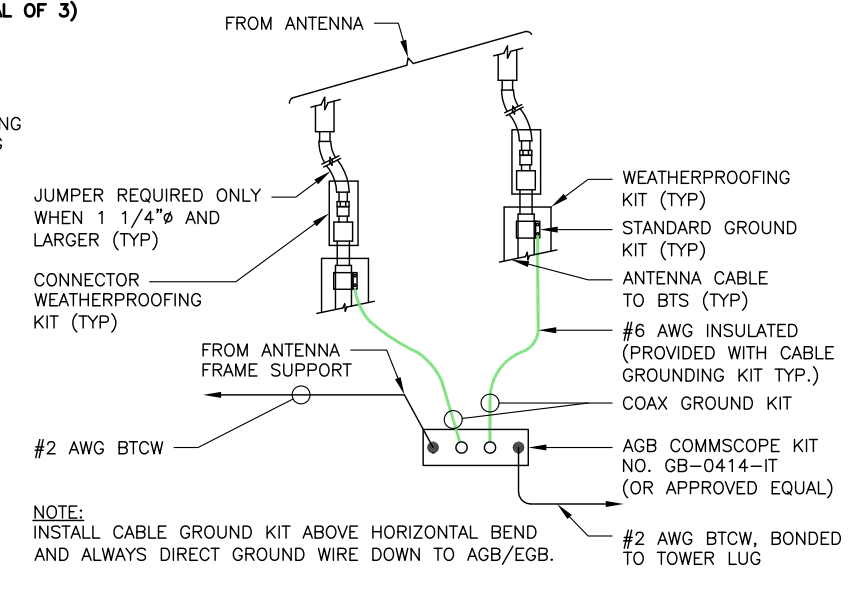 AL OF 3)
FROM ANTENNA
NG
G
JUMPER REQUIRED ONLY
WHEN 1 1/4"ø AND
LARGER (TYP)
CONNECTOR
WEATHERPROOFING
KIT (TYP)
WEATHERPROOFING
KIT (TYP)
STANDARD GROUND
KIT (TYP)
ANTENNA CABLE
TO BTS (TYP)
#6 AWG INSULATED
(PROVIDED WITH CABLE
GROUNDING KIT TYP.)
FROM ANTENNA
FRAME SUPPORT
COAX GROUND KIT
#2 AWG BTCW
AGB COMMSCOPE KIT
NO. GB-0414-IT
(OR APPROVED EQUAL)
NOTE:
INSTALL CABLE GROUND KIT ABOVE HORIZONTAL BEND
AND ALWAYS DIRECT GROUND WIRE DOWN TO AGB/EGB.
#2 AWG BTCW, BONDED
TO TOWER LUG